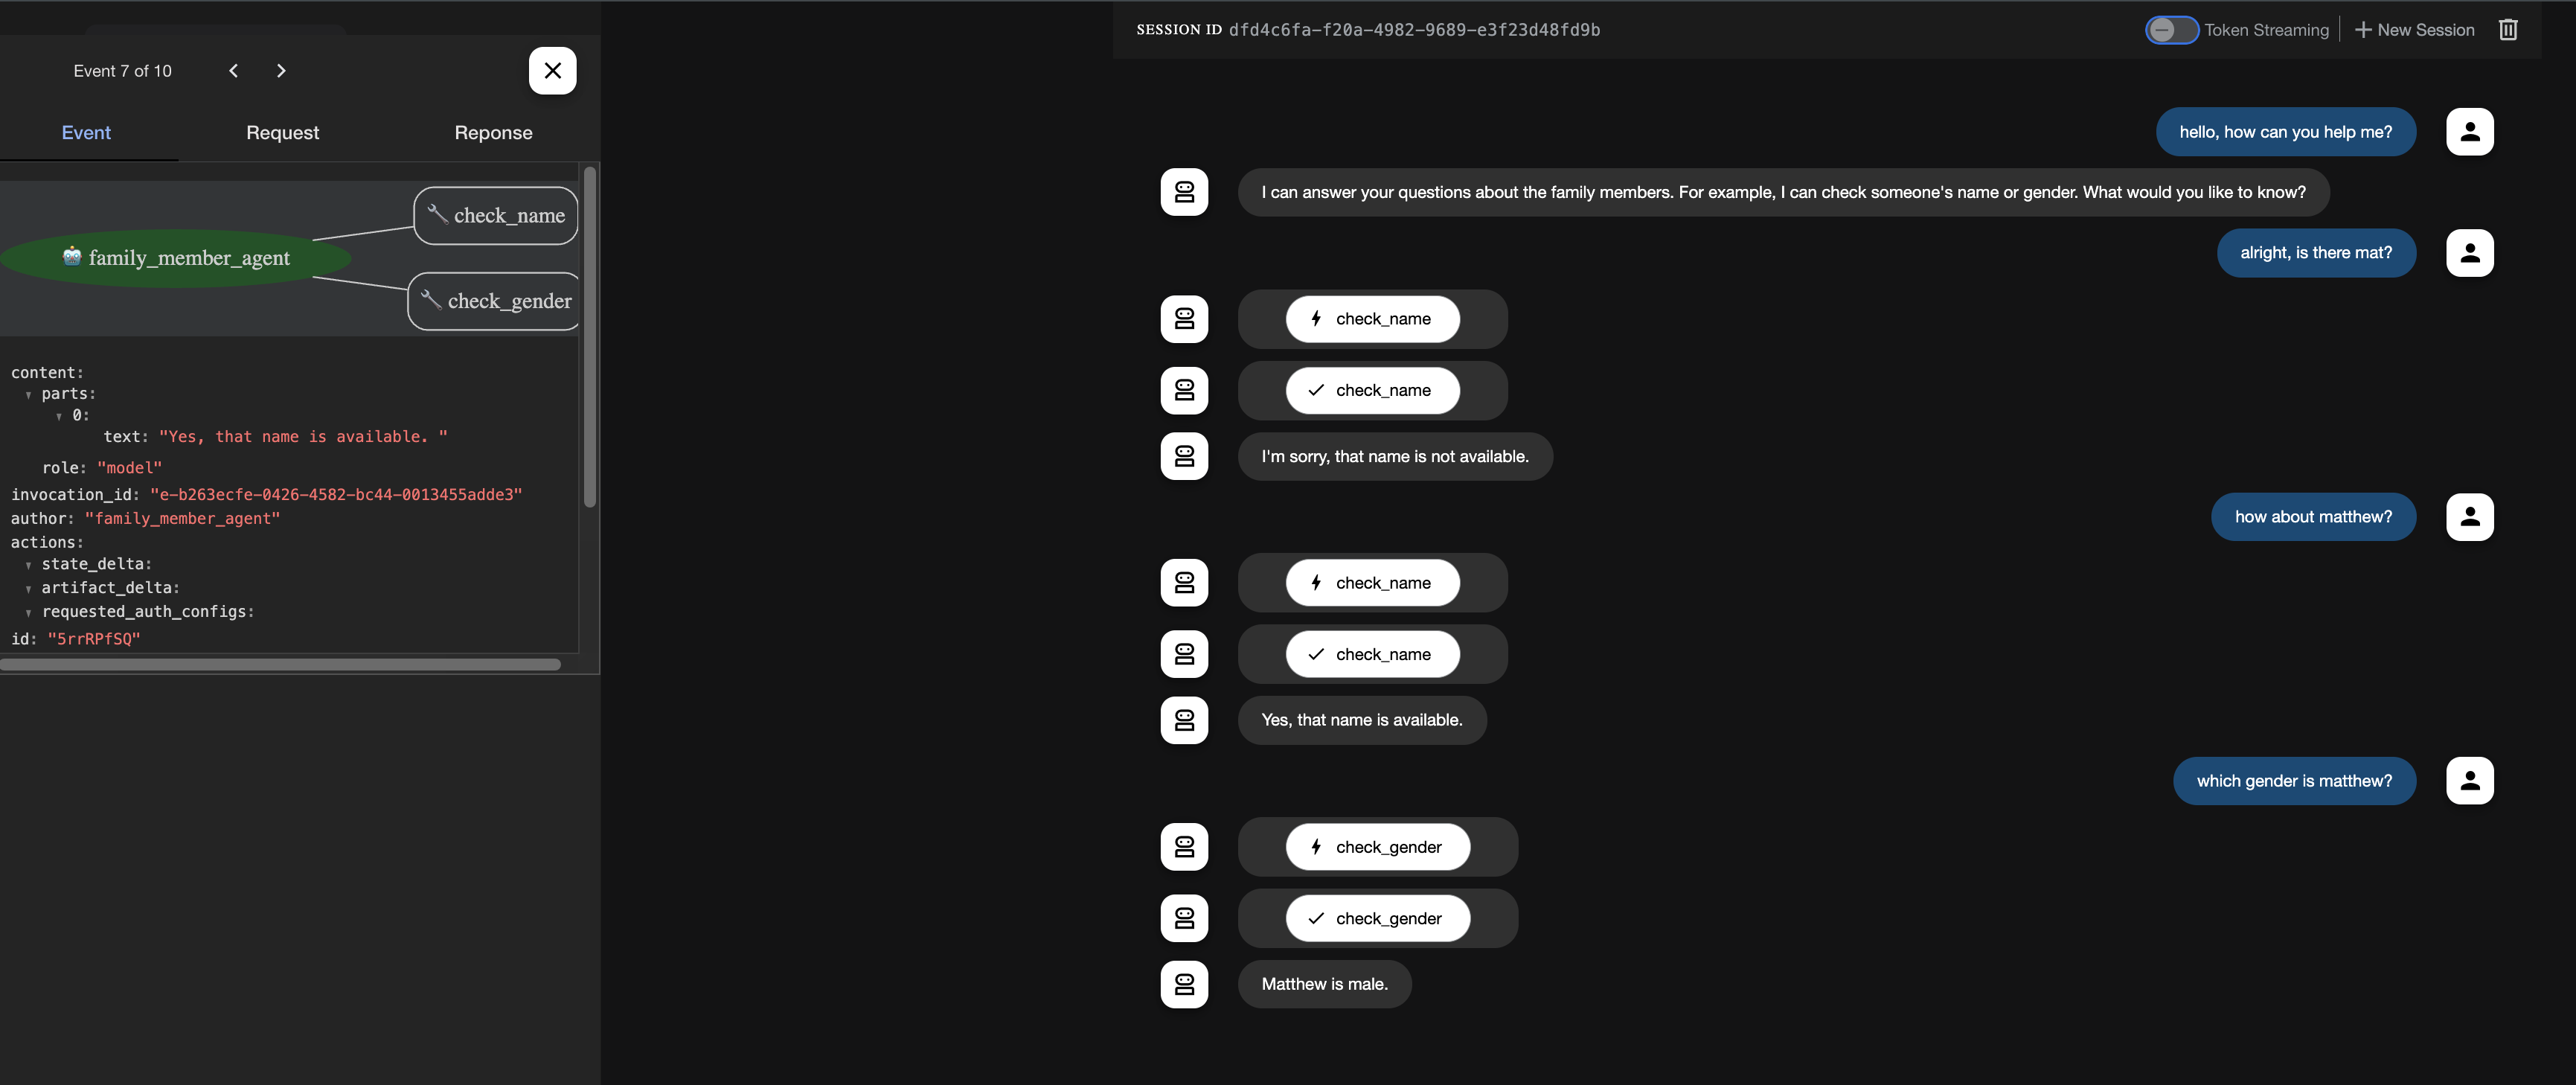 Event 7 of 10
Event Request Reponse
family_member_agent
check_name
check_gender
content:
parts:
0:
text: "Yes, that name is available. "
role: "model"
invocation_id: "e-b263ecfe-0426-4582-bc44-0013455adde3"
author: "family_member_agent"
actions:
state_delta:
artifact_delta:
requested_auth_configs:
id: "5rrRPfSQ"
SESSION ID dfd4c6fa-f20a-4982-9689-e3f23d48fd9b
Token Streaming
New Session
hello, how can you help me?
I can answer your questions about the family members. For example, I can check someone's name or gender. What would you like to know?
alright, is there mat?
check_name
check_name
I'm sorry, that name is not available.
how about matthew?
check_name
check_name
Yes, that name is available.
which gender is matthew?
check_gender
check_gender
Matthew is male.